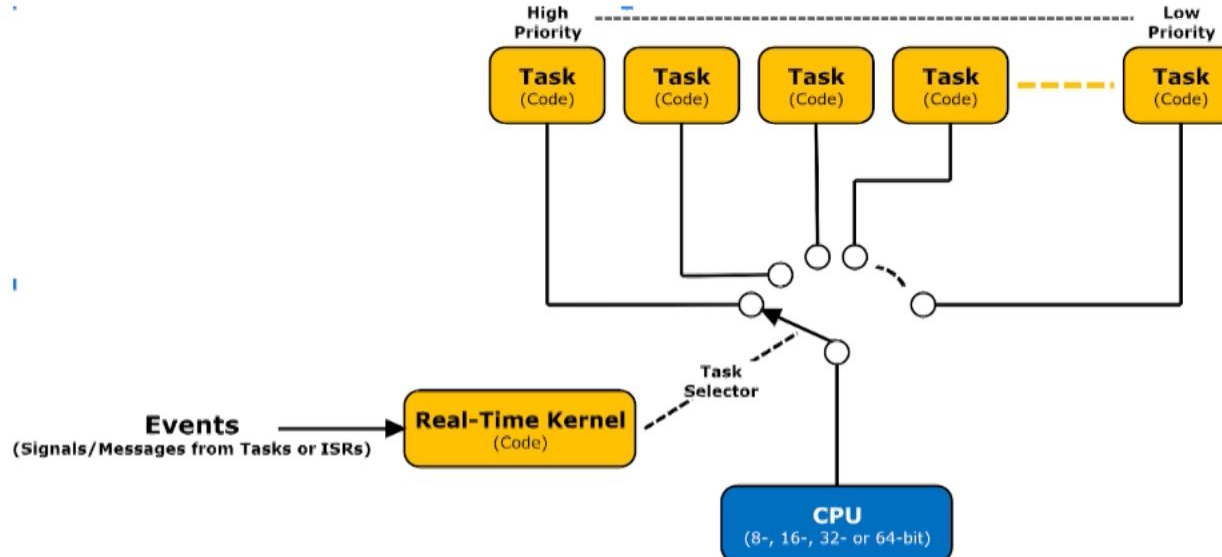 High
Priority
Low
Priority
Task
(Code)
Task
(Code)
Task
(Code)
Task
(Code)
Task
(Code)
Task
Selector
Events
(Signals/Messages from Tasks or ISRs)
Real-Time Kernel
(Code)
CPU
(8-, 16-, 32- or 64-bit)